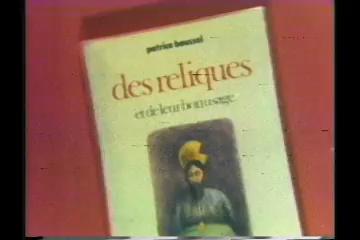 patrice boussel
des reliques
et de leur bon usage